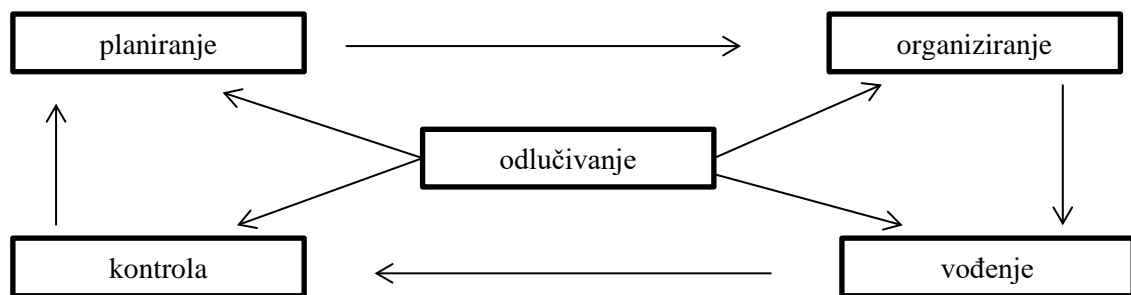 planiranje
organiziranje
odlučivanje
kontrola
vođenje